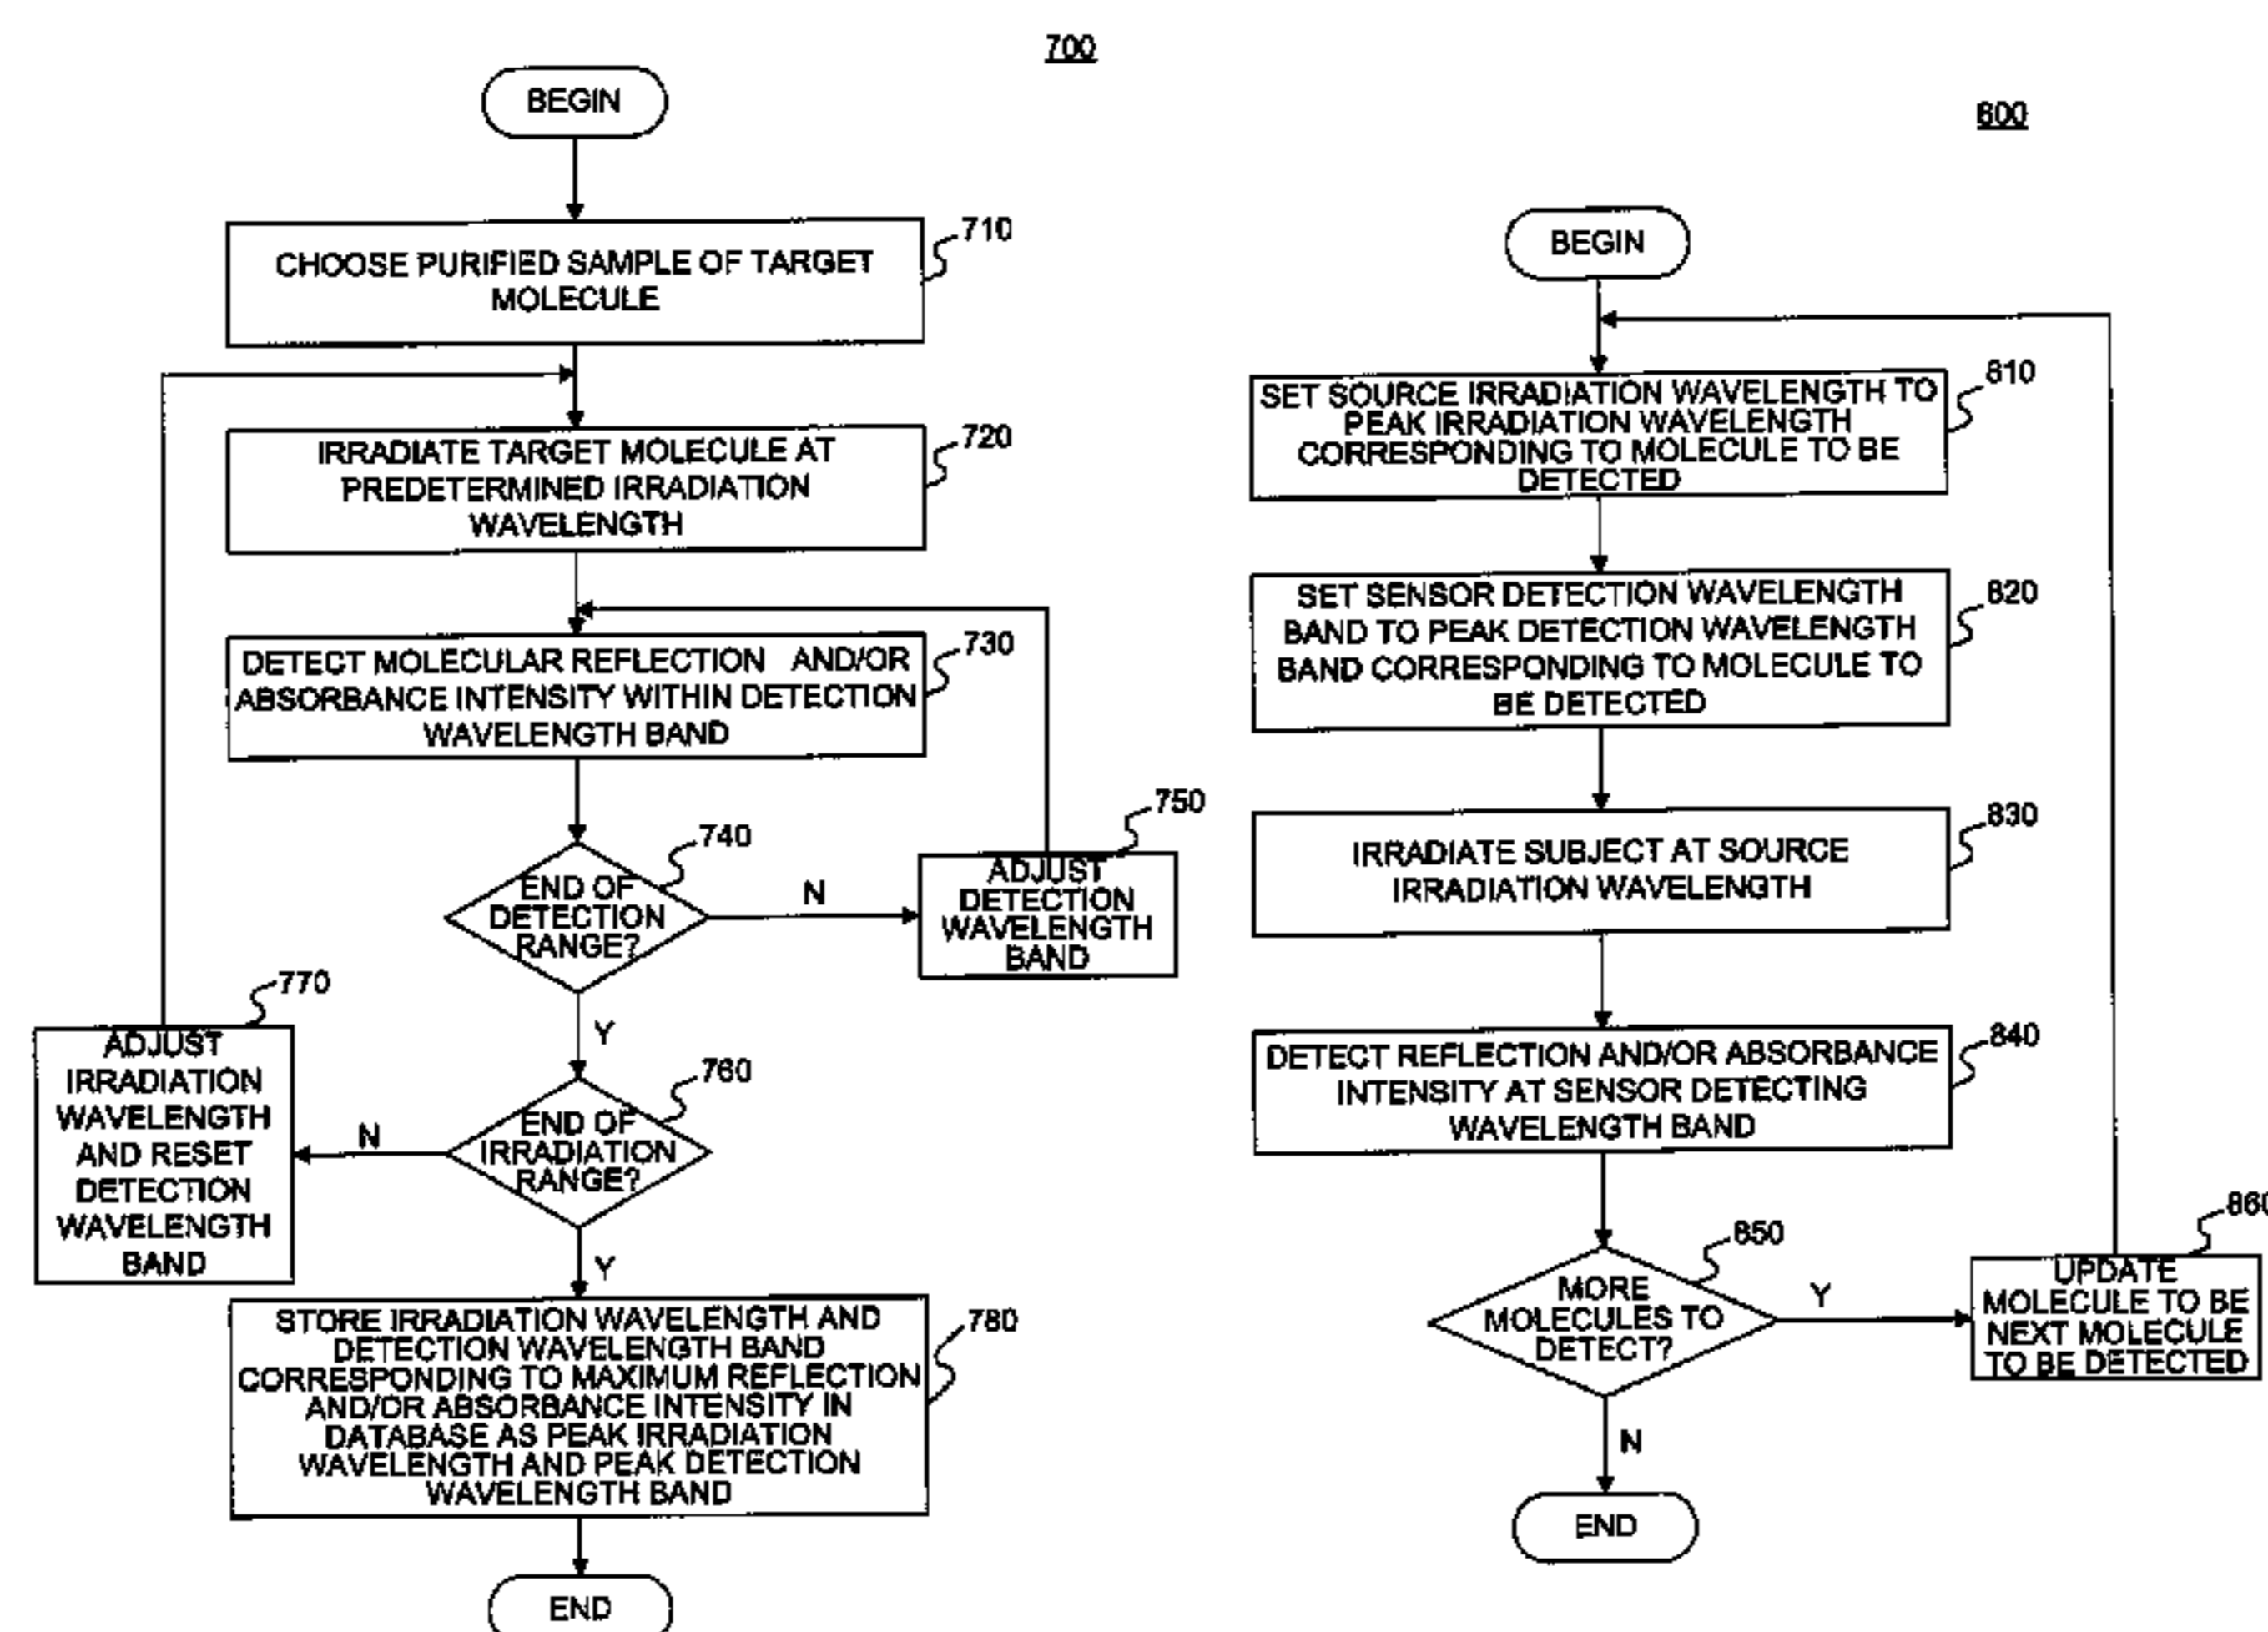 700
BEGIN
710
CHOOSE PURIFIED SAMPLE OF TARGET
MOLECULE
720
IRRADIATE TARGET MOLECULE AT
PREDETERMINED IRRADIATION
WAVELENGTH
730
DETECT MOLECULAR REFLECTION AND/OR
ABSORBANCE INTENSITY WITHIN DETECTION
WAVELENGTH BAND
740
END OF
DETECTION
RANGE?
N
750
ADJUST
DETECTION
WAVELENGTH
BAND
Y
760
END OF
IRRADIATION
RANGE?
N
770
ADJUST
IRRADIATION
WAVELENGTH
AND RESET
DETECTION
WAVELENGTH
BAND
Y
780
STORE IRRADIATION WAVELENGTH AND
DETECTION WAVELENGTH BAND
CORRESPONDING TO MAXIMUM REFLECTION
AND/OR ABSORBANCE INTENSITY IN
DATABASE AS PEAK IRRADIATION
WAVELENGTH AND PEAK DETECTION
WAVELENGTH BAND
END
800
BEGIN
810
SET SOURCE IRRADIATION WAVELENGTH TO
PEAK IRRADIATION WAVELENGTH
CORRESPONDING TO MOLECULE TO BE
DETECTED
820
SET SENSOR DETECTION WAVELENGTH
BAND TO PEAK DETECTION WAVELENGTH
BAND CORRESPONDING TO MOLECULE TO
BE DETECTED
830
IRRADIATE SUBJECT AT SOURCE
IRRADIATION WAVELENGTH
840
DETECT REFLECTION AND/OR ABSORBANCE
INTENSITY AT SENSOR DETECTING
WAVELENGTH BAND
850
MORE
MOLECULES TO
DETECT?
Y
860
UPDATE
MOLECULE TO BE
NEXT MOLECULE
TO BE DETECTED
N
END